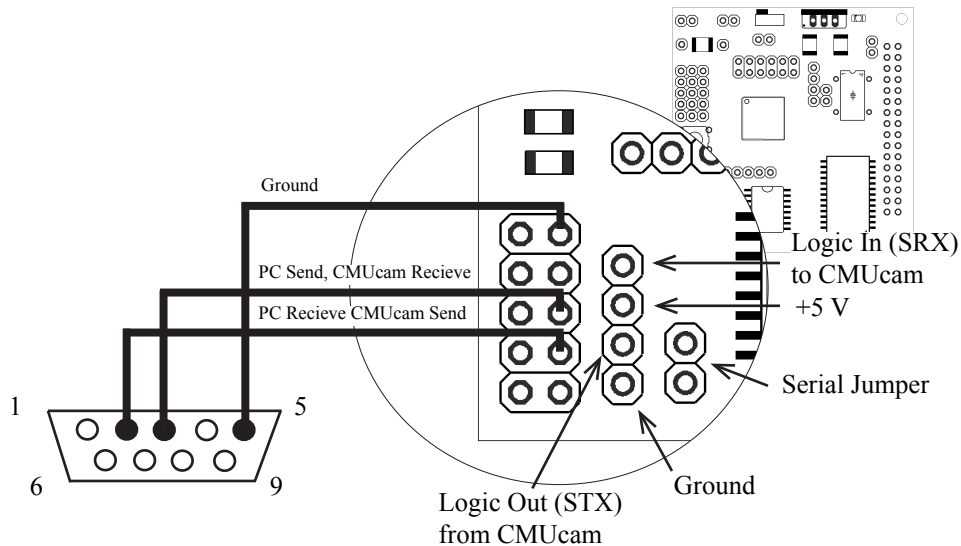 Ground
PC Send, CMUcam Recieve
PC Recieve CMUcam Send
1
5
6
9
Logic In (SRX)
to CMUcam
+5 V
Serial Jumper
Ground
Logic Out (STX)
from CMUcam